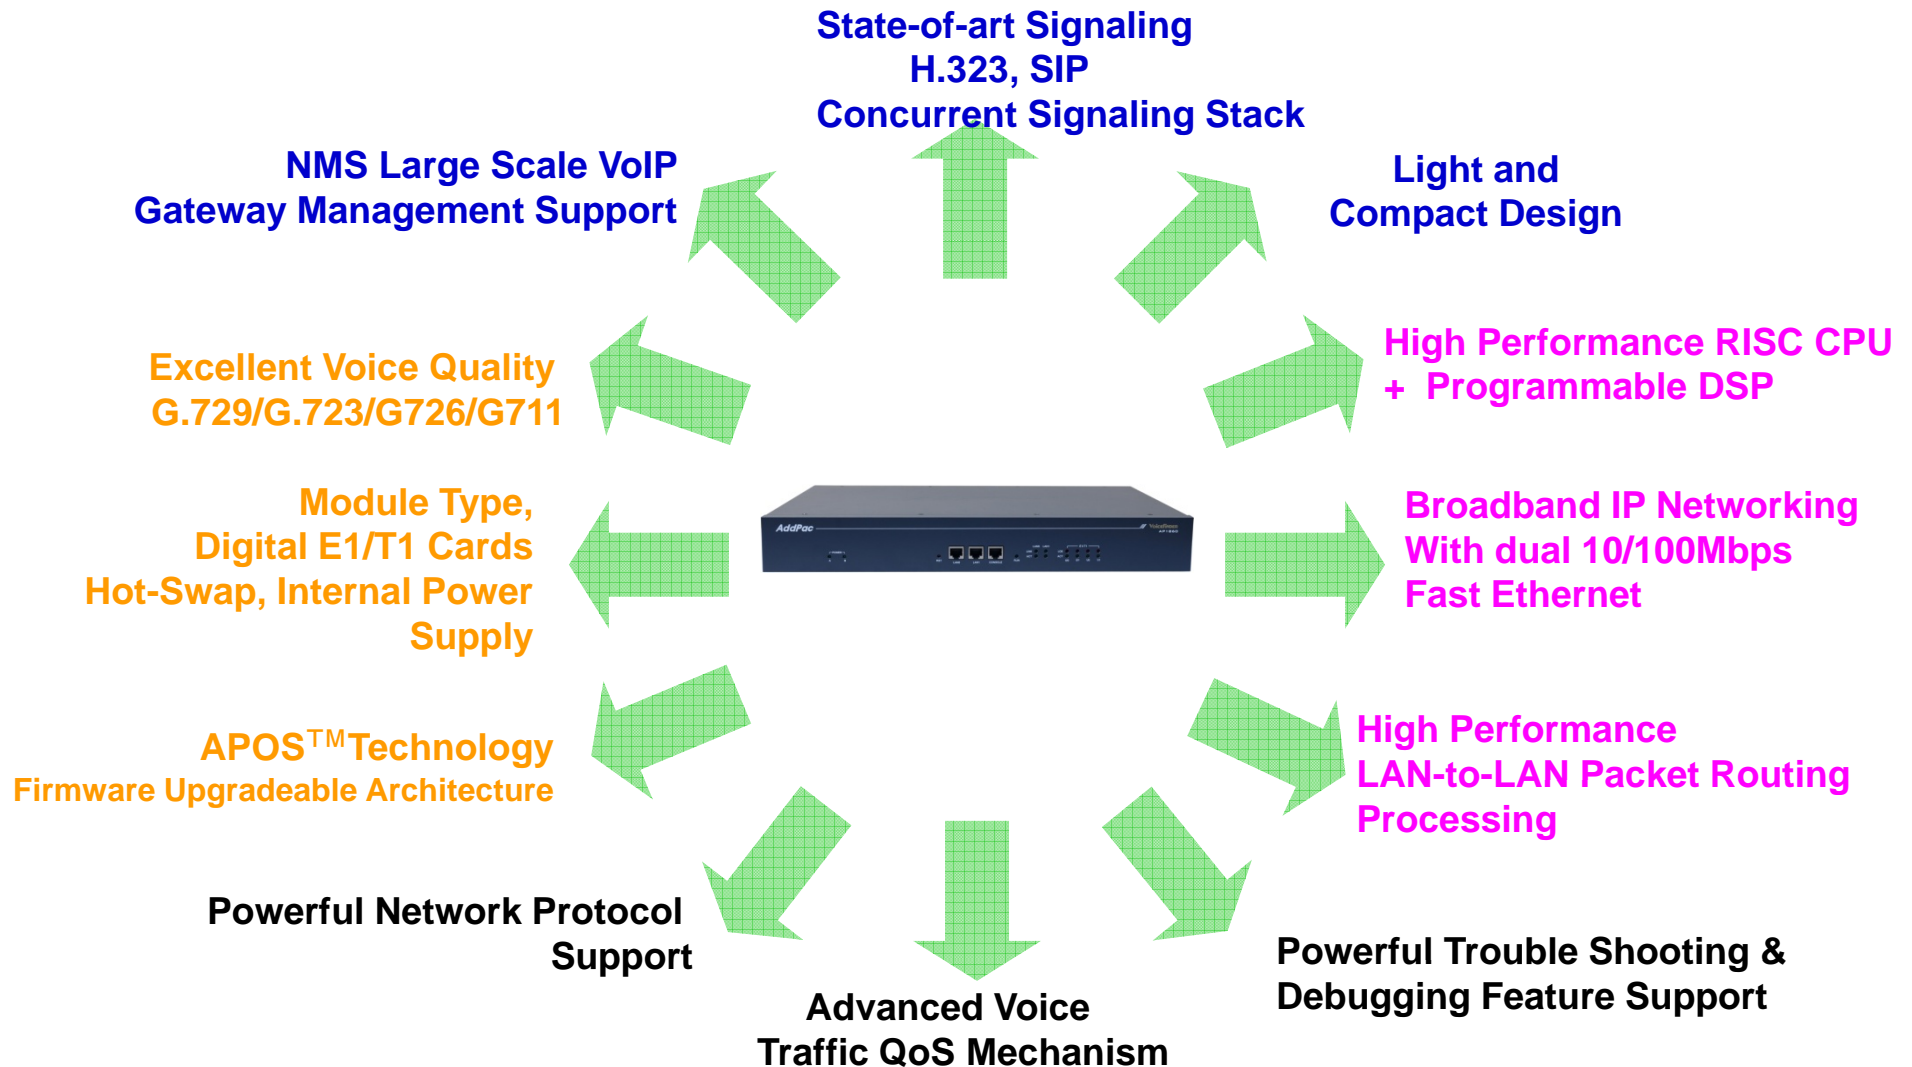 State-of-art Signaling
H.323, SIP
Concurrent Signaling Stack
NMS Large Scale VoIP
Gateway Management Support
Light and
Compact Design
Excellent Voice Quality
G.729/G.723/G726/G711
High Performance RISC CPU
+ Programmable DSP
Module Type,
Digital E1/T1 Cards
Hot-Swap, Internal Power
Supply
AddPac
Broadband IP Networking
With dual 10/100Mbps
Fast Ethernet
APOS™Technology
Firmware Upgradeable Architecture
High Performance
LAN-to-LAN Packet Routing
Processing
Powerful Network Protocol
Support
Advanced Voice
Traffic QoS Mechanism
Powerful Trouble Shooting &
Debugging Feature Support